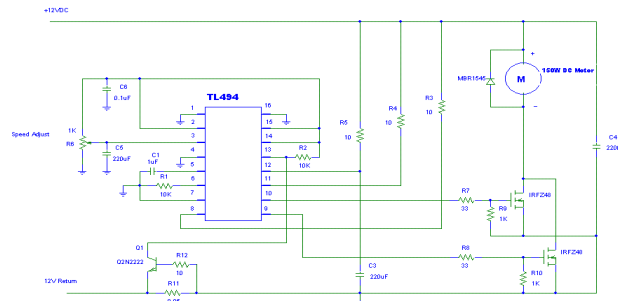 +12VDC
C6
0.1uF
TL494
MBR1545
M
+
150W DC Motor
-
1
2
3
4
5
6
7
8
16
15
14
13
12
11
10
9
R5
10
R4
10
R3
10
Speed Adjust
1K
R6
C5
220uF
C1
1uF
R1
10K
R2
10K
C4
R7
33
R9
1K
IRFZ48
R8
33
IRFZ48
R10
1K
Q1
Q2N2222
R12
10
R11
C3
220uF
12V Return